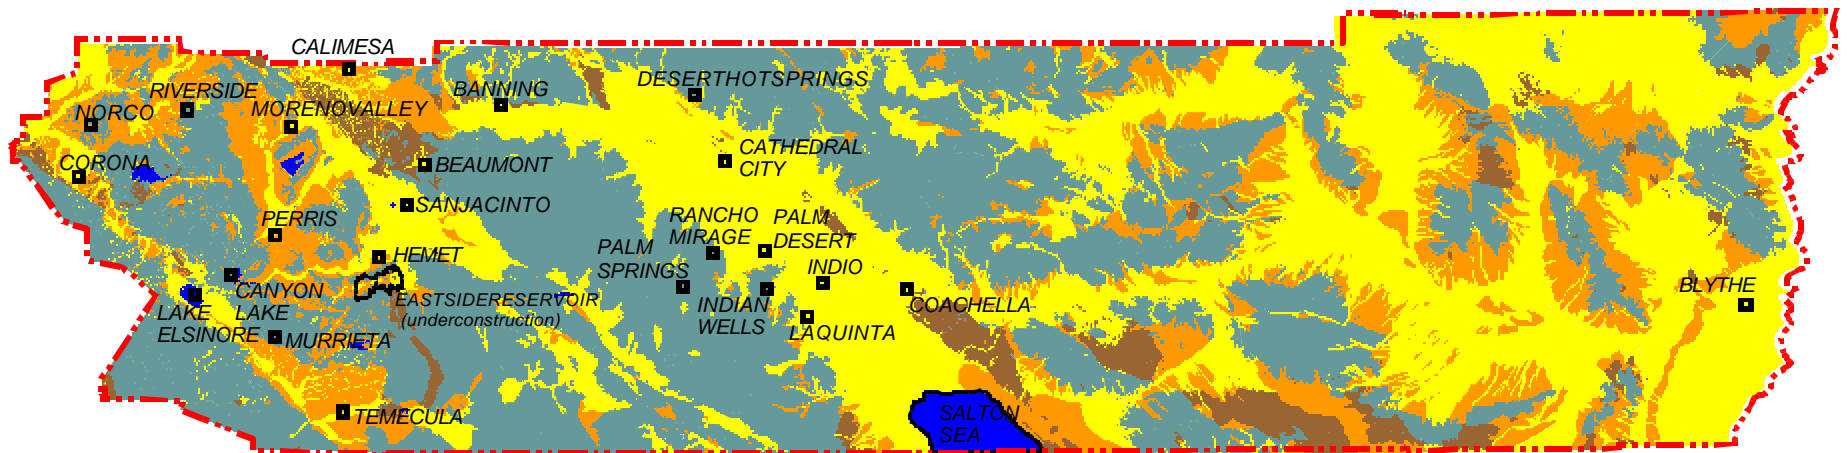 CALIMESA
RIVERSIDE
BANNING
DESERTHOTSPRINGS
NORCO
MORENOVALLEY
CORONA
BEAUMONT
CATHEDRAL
CITY
SANJACINTO
PERRIS
RANCHO
MIRAGE
PALM
DESERT
HEMET
PALM
SPRINGS
INDIO
CANYON
LAKE
EASTSIDERESERVOIR
(underconstruction)
INDIAN
WELLS
COACHELLA
BLYTHE
LAKE
ELSINORE
MURRIETA
LAQUINTA
TEMECULA
SALTON
SEA